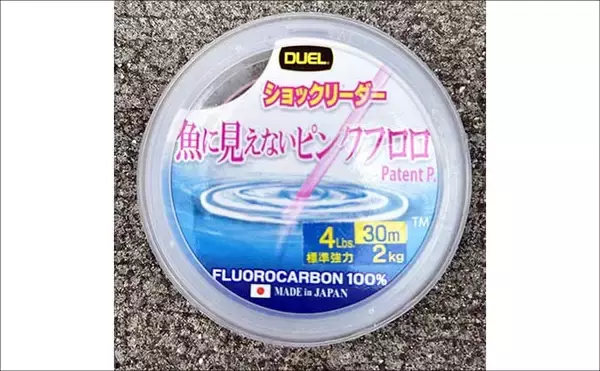 DUEL
ショックリーダー
魚に見えないピンクフロロ
Patent P.
TM
4Lbs. 30m
標準強力 2kg
FLUOROCARBON 100%
MADE in JAPAN